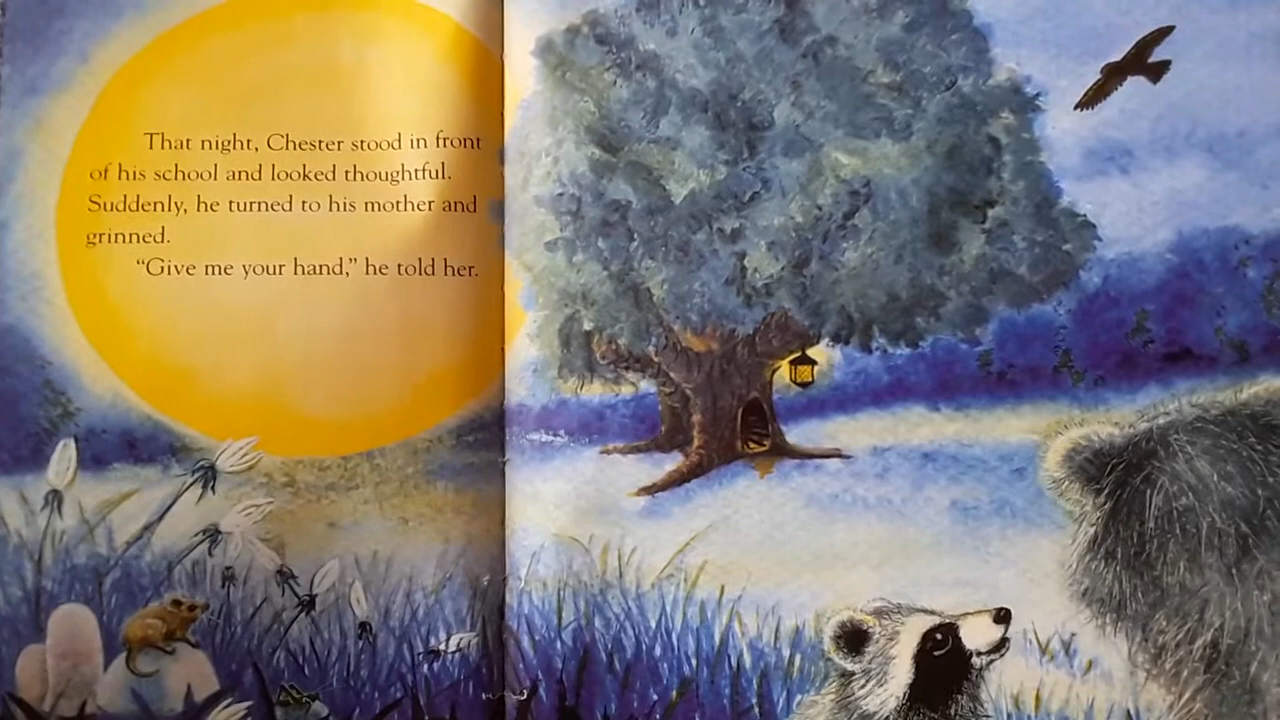 That night, Chester stood in front
of his school and looked thoughtful.
Suddenly, he turned to his mother and
grinned.
“Give me your hand,” he told her.